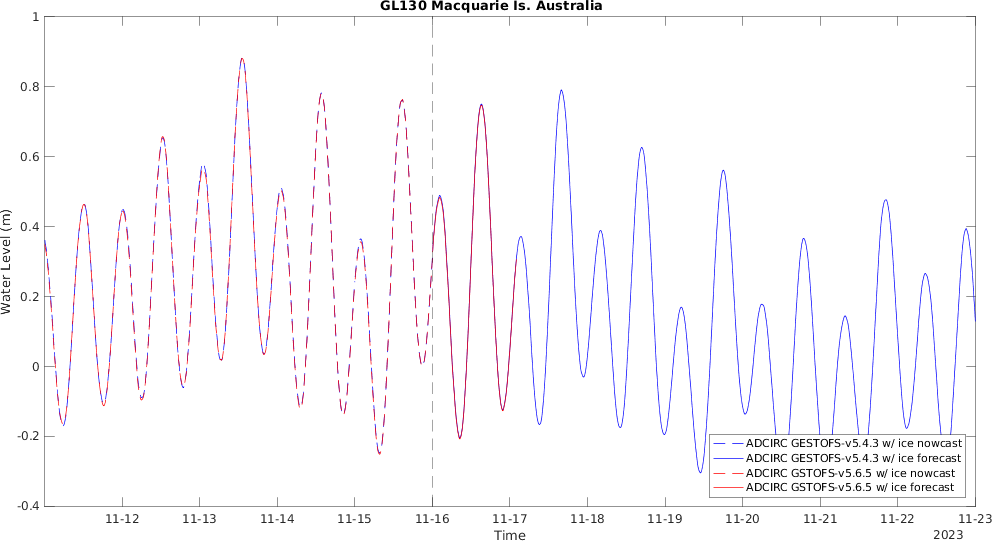 GL130 Macquarie Is. Australia
1
0.8
0.6
0.4
0.2
0
-0.2
-0.4
Water Level (m)
11-12 11-13 11-14 11-15 11-16 11-17 11-18 11-19 11-20 11-21 11-22 11-23
Time
2023
ADCIRC GESTOFS-v5.4.3 w/ ice nowcast
ADCIRC GSTOFS-v5.4.3 w/ ice forecast
ADCIRC GSTOFS-v5.6.5 w/ ice nowcast
ADCIRC GSTOFS-v5.6.5 w/ ice forecast